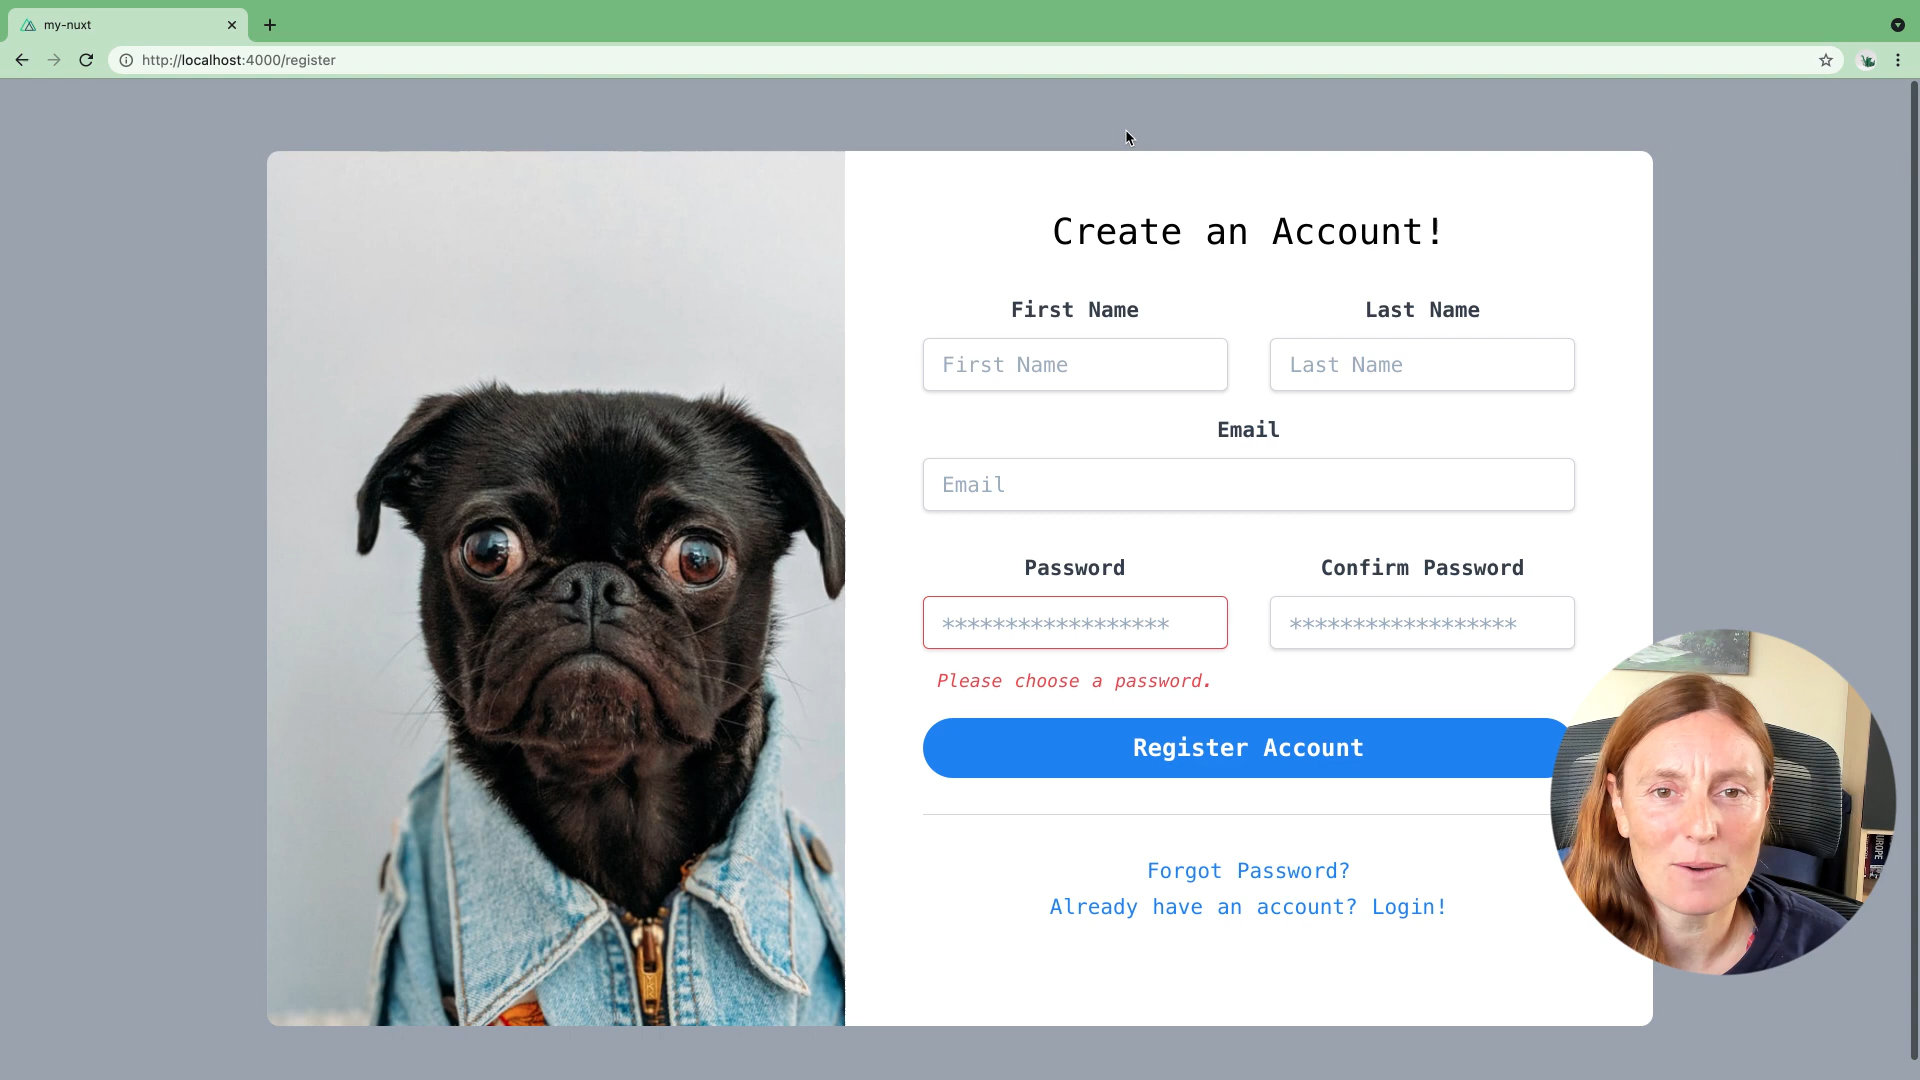 my-nuxt
http://localhost:4000/register
Create an Account!
First Name
Last Name
First Name
Last Name
Email
Email
Password
Confirm Password
******************
******************
Please choose a password.
Register Account
Forgot Password?
Already have an account? Login!
EUROPE